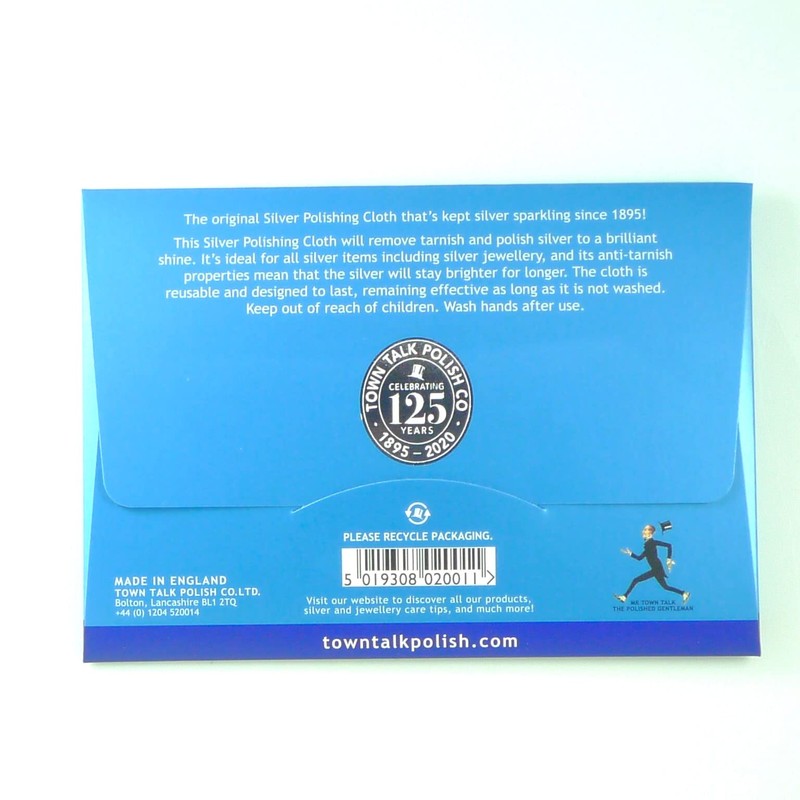 The original Silver Polishing Cloth that's kept silver sparkling since 1895!
This Silver Polishing Cloth will remove tarnish and polish silver to a brilliant
shine. It's ideal for all silver items including silver jewellery, and its anti-tarnish
properties mean that the silver will stay brighter for longer. The cloth is
reusable and designed to last, remaining effective as long as it is not washed.
Keep out of reach of children. Wash hands after use.
TOWN TALK POLISH CO
CELEBRATING
125
YEARS
· 1895 – 2020 ·
PLEASE RECYCLE PACKAGING.
5 019308 020011 >
MADE IN ENGLAND
TOWN TALK POLISH CO.LTD.
Bolton, Lancashire BL1 2TQ
+44 (0) 1204 520014
Visit our website to discover all our products,
silver and jewellery care tips, and much more!
MR TOWN TALK
THE POLISHED GENTLEMAN
towntalkpolish.com